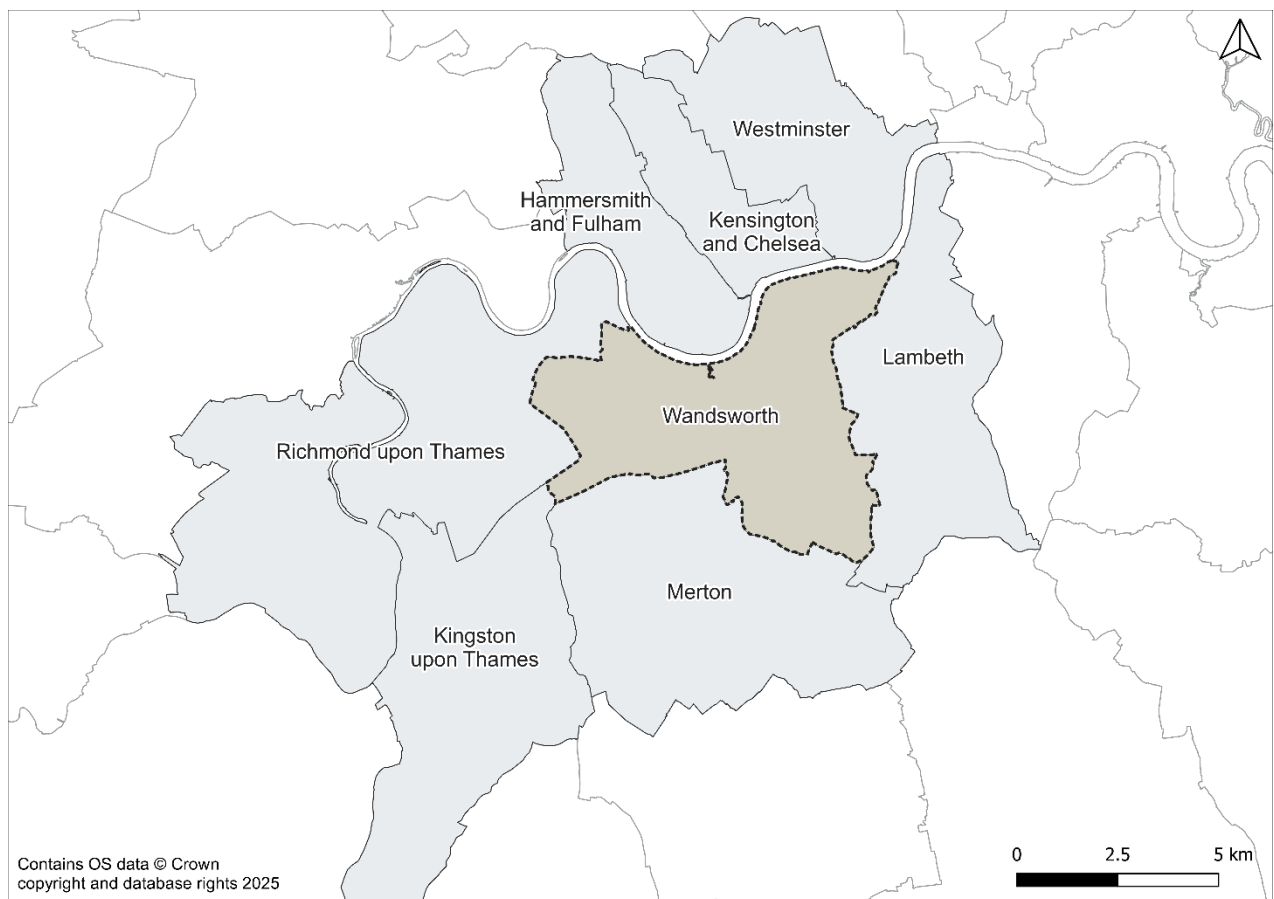 Westminster
Hammersmith
and Fulham
Kensington
and Chelsea
Lambeth
Wandsworth
Richmond upon Thames
Merton
Kingston
upon Thames
Contains OS data © Crown
copyright and database rights 2025
0 2.5 5 km